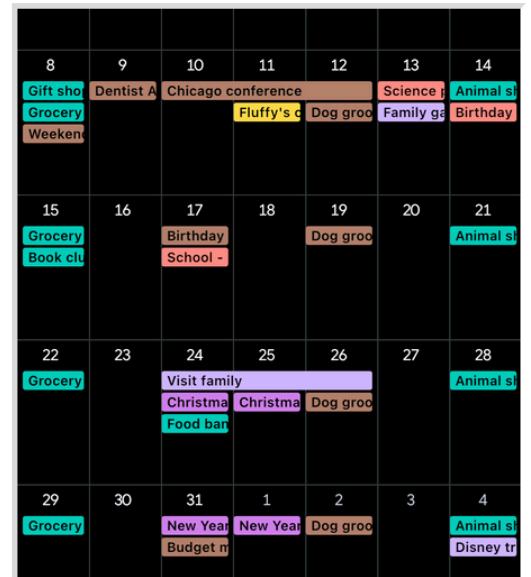 8 9 10 11 12 13 14
Gift sho Dentist A Chicago conference Science p Animal sh
Grocery Fluffy's c Dog groo Family ga Birthday
Weekend
15 16 17 18 19 20 21
Grocery Birthday Dog groo Animal sh
Book clu School -
22 23 24 25 26 27 28
Grocery Visit family Animal sh
Christma Christma Dog groo
Food ban
29 30 31 1 2 3 4
Grocery New Year New Year Dog groo Animal sh
Budget m Disney tr